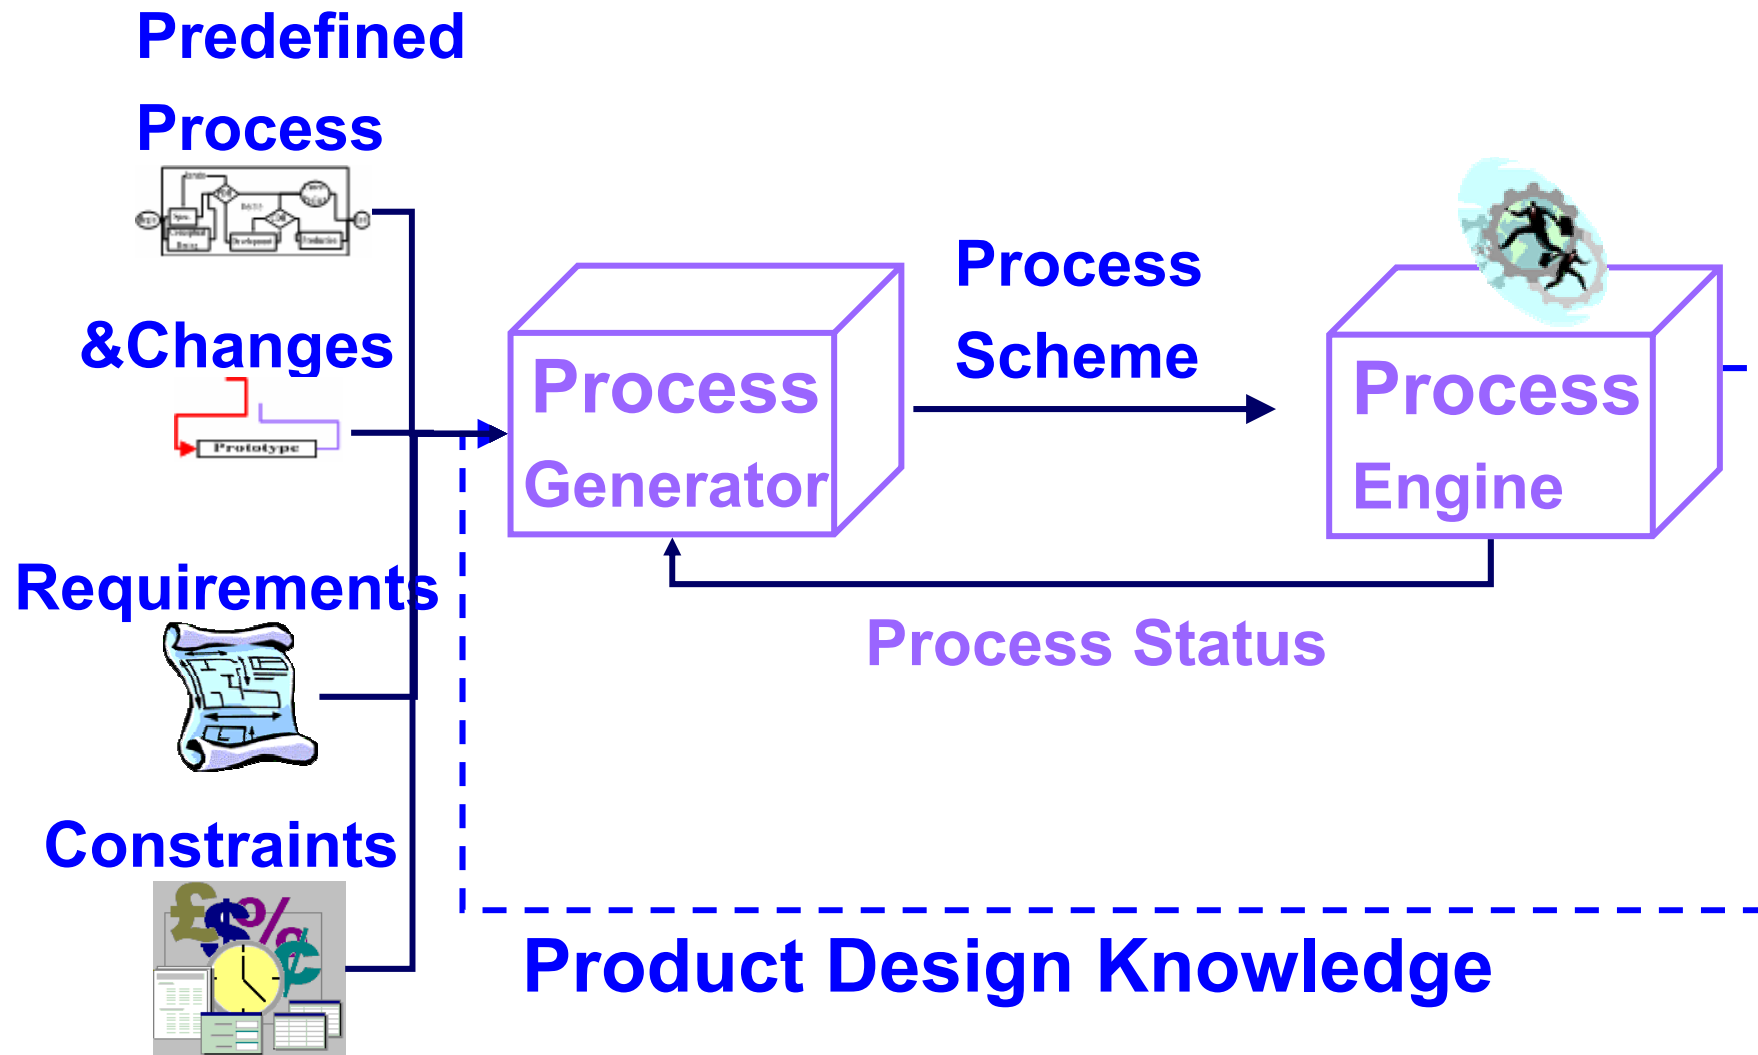 Predefined
Process
&Changes
Prototype
Requirements
Constraints
Process
Generator
Process
Scheme
Process
Engine
Process Status
Product Design Knowledge